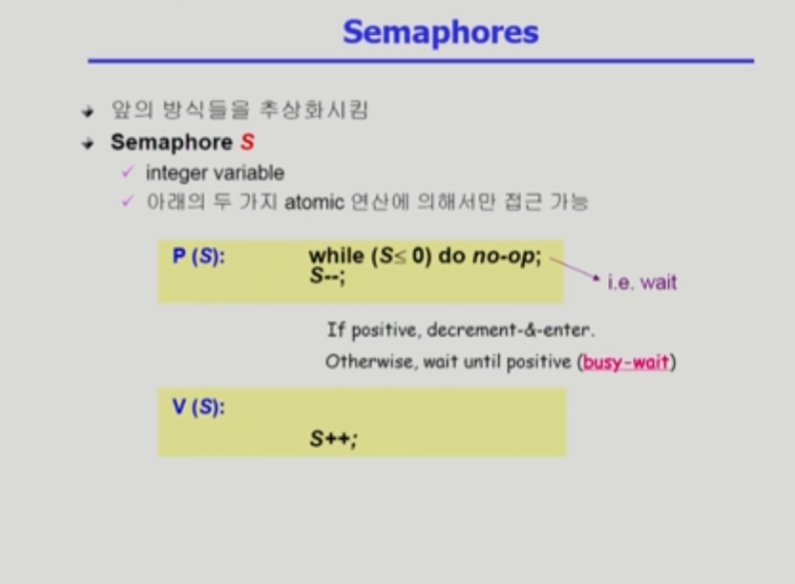 Semaphores
앞의 방식들을 추상화시킴
Semaphore S
integer variable
아래의 두 가지 atomic 연산에 의해서만 접근 가능
P (S): while (S≤ 0) do no-op;
S--;
i.e. wait
If positive, decrement-&-enter.
Otherwise, wait until positive (busy-wait)
V (S):
S++;